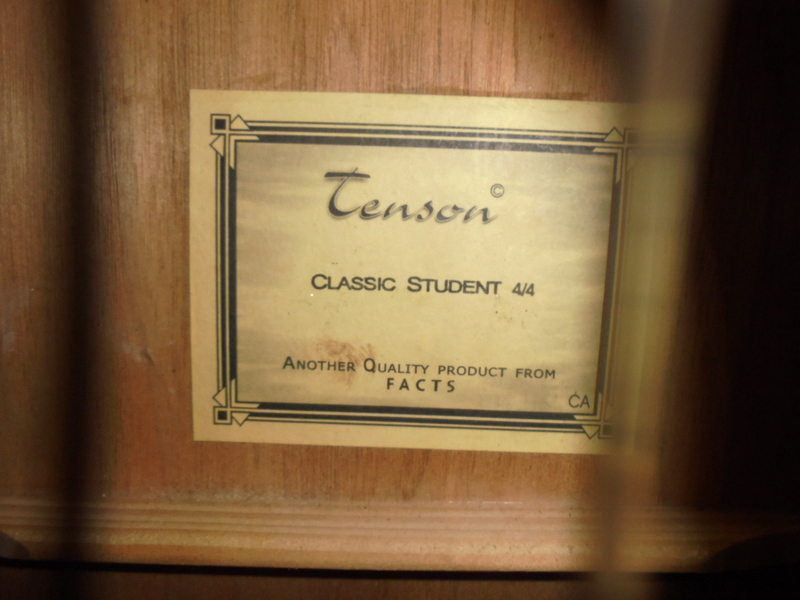 Tenson©
CLASSIC STUDENT 4/4
ANOTHER QUALITY PRODUCT FROM
FACTS
CA